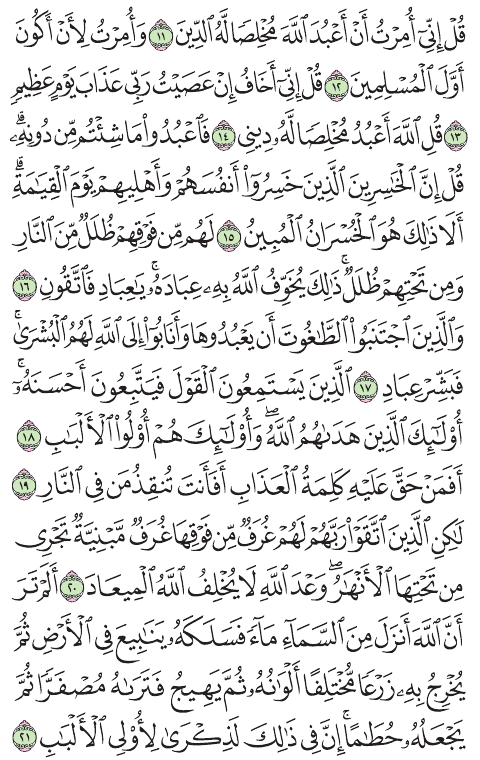 قُلْ إِنِّىٓ أُمِرْتُ أَنْ أَعْبُدَ ٱللَّهَ مُخْلِصًا لَّهُ ٱلدِّينَ ١١ وَأُمِرْتُ لِأَنْ أَكُونَ
أَوَّلَ ٱلْمُسْلِمِينَ ١٢ قُلْ إِنِّىٓ أَخَافُ إِنْ عَصَيْتُ رَبِّى عَذَابَ يَوْمٍ عَظِيمٍ
١٣ قُلِ ٱللَّهَ أَعْبُدُ مُخْلِصًا لَّهُۥ دِينِى ١٤ فَٱعْبُدُوا۟ مَا شِئْتُم مِّن دُونِهِۦ ۗ
قُلْ إِنَّ ٱلْخَـٰسِرِينَ ٱلَّذِينَ خَسِرُوٓا۟ أَنفُسَهُمْ وَأَهْلِيهِمْ يَوْمَ ٱلْقِيَـٰمَةِ ۗ
أَلَا ذَٰلِكَ هُوَ ٱلْخُسْرَانُ ٱلْمُبِينُ ١٥ لَهُم مِّن فَوْقِهِمْ ظُلَلٌ مِّنَ ٱلنَّارِ
وَمِن تَحْتِهِمْ ظُلَلٌ ۚ ذَٰلِكَ يُخَوِّفُ ٱللَّهُ بِهِۦ عِبَادَهُۥ ۚ يَـٰعِبَادِ فَٱتَّقُونِ ١٦
وَٱلَّذِينَ ٱجْتَنَبُوا۟ ٱلطَّـٰغُوتَ أَن يَعْبُدُوهَا وَأَنَابُوٓا۟ إِلَى ٱللَّهِ لَهُمُ ٱلْبُشْرَىٰ ۚ
فَبَشِّرْ عِبَادِ ١٧ ٱلَّذِينَ يَسْتَمِعُونَ ٱلْقَوْلَ فَيَتَّبِعُونَ أَحْسَنَهُۥٓ ۚ
أُو۟لَـٰٓئِكَ ٱلَّذِينَ هَدَىٰهُمُ ٱللَّهُ ۖ وَأُو۟لَـٰٓئِكَ هُمْ أُو۟لُوا۟ ٱلْأَلْبَـٰبِ ١٨
أَفَمَنْ حَقَّ عَلَيْهِ كَلِمَةُ ٱلْعَذَابِ أَفَأَنتَ تُنقِذُ مَن فِى ٱلنَّارِ ١٩
لَـٰكِنِ ٱلَّذِينَ ٱتَّقَوْا۟ رَبَّهُمْ لَهُمْ غُرَفٌ مِّن فَوْقِهَا غُرَفٌ مَّبْنِيَّةٌ تَجْرِى
مِن تَحْتِهَا ٱلْأَنْهَـٰرُ ۖ وَعْدَ ٱللَّهِ لَا يُخْلِفُ ٱللَّهُ ٱلْمِيعَادَ ٢٠ أَلَمْ تَرَ
أَنَّ ٱللَّهَ أَنزَلَ مِنَ ٱلسَّمَآءِ مَآءً فَسَلَكَهُۥ يَنَـٰبِيعَ فِى ٱلْأَرْضِ ثُمَّ
يُخْرِجُ بِهِۦ زَرْعًا مُّخْتَلِفًا أَلْوَٰنُهُۥ ثُمَّ يَهِيجُ فَتَرَىٰهُ مُصْفَرًّا ثُمَّ
يَجْعَلُهُۥ حُطَـٰمًا ۚ إِنَّ فِى ذَٰلِكَ لَذِكْرَىٰ لِأُو۟لِى ٱلْأَلْبَـٰبِ ٢١